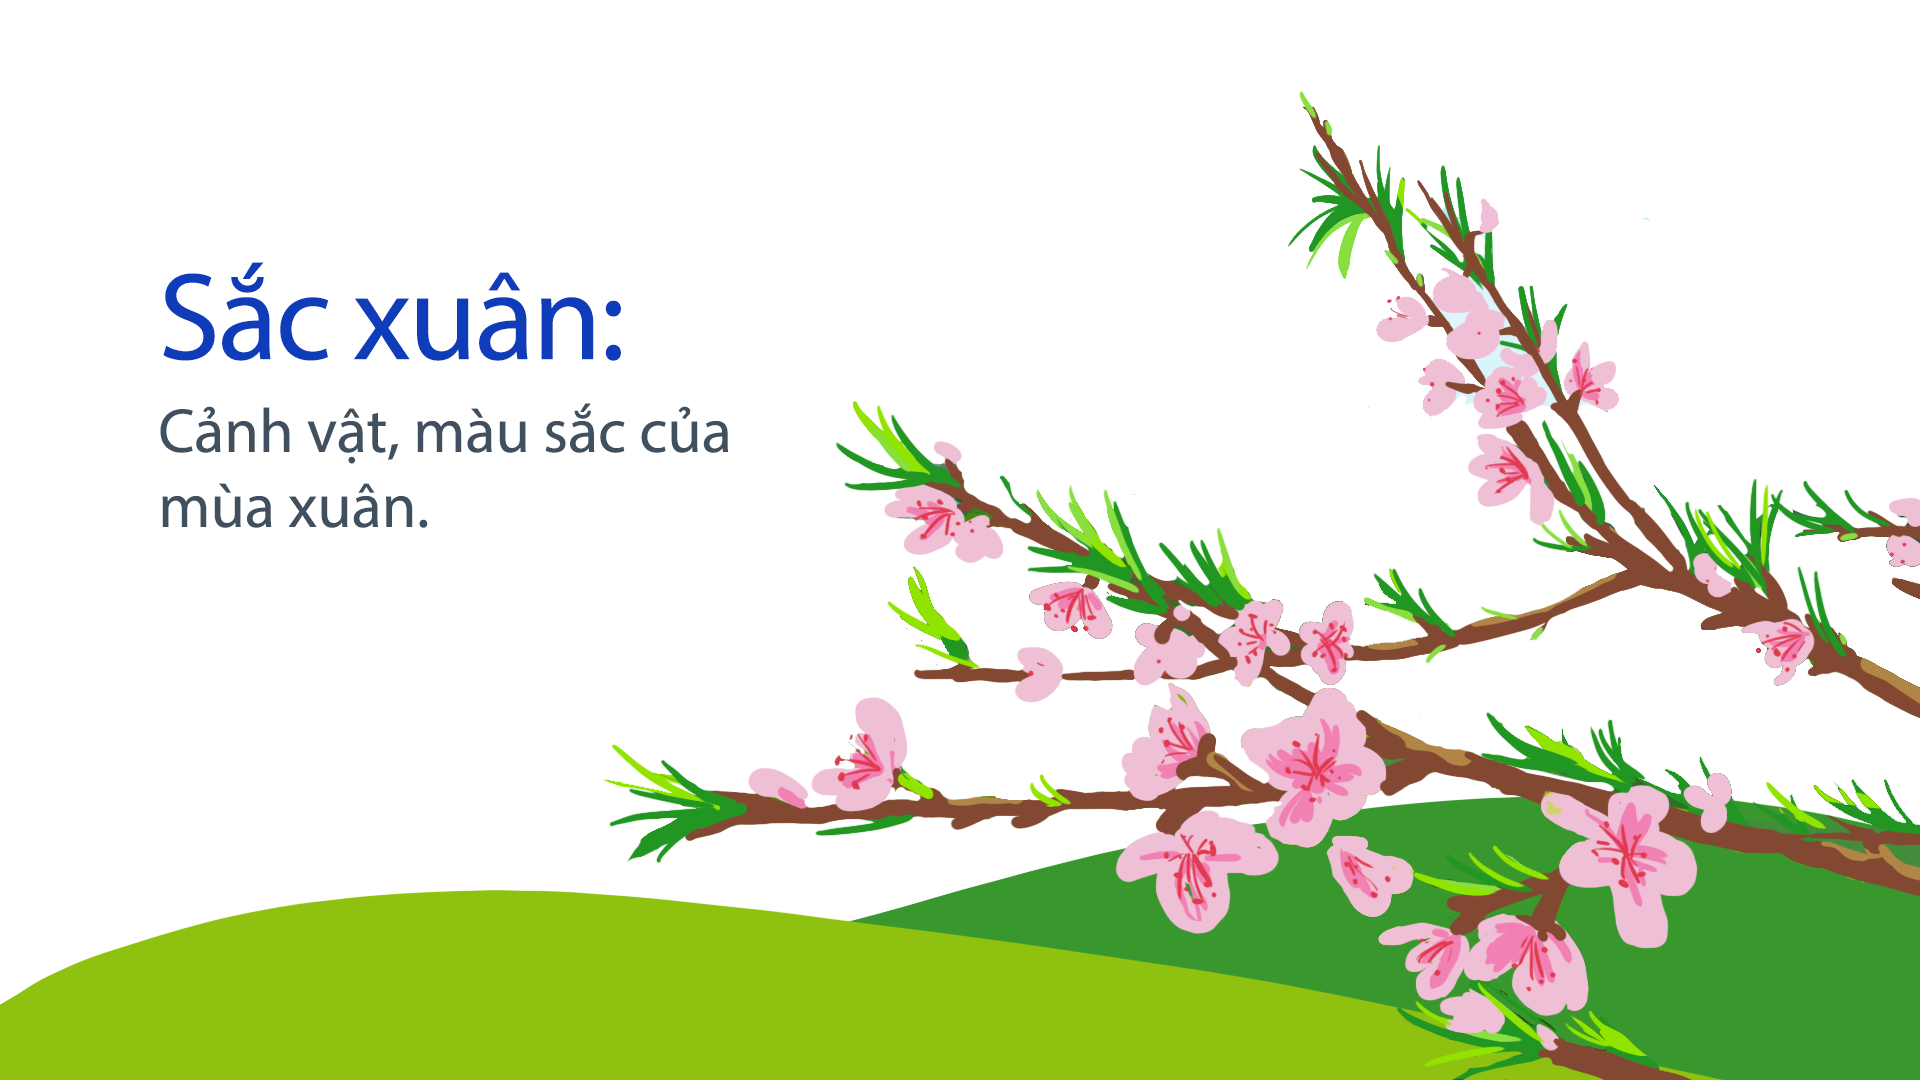 Sắc xuân:
Cảnh vật, màu sắc của
mùa xuân.